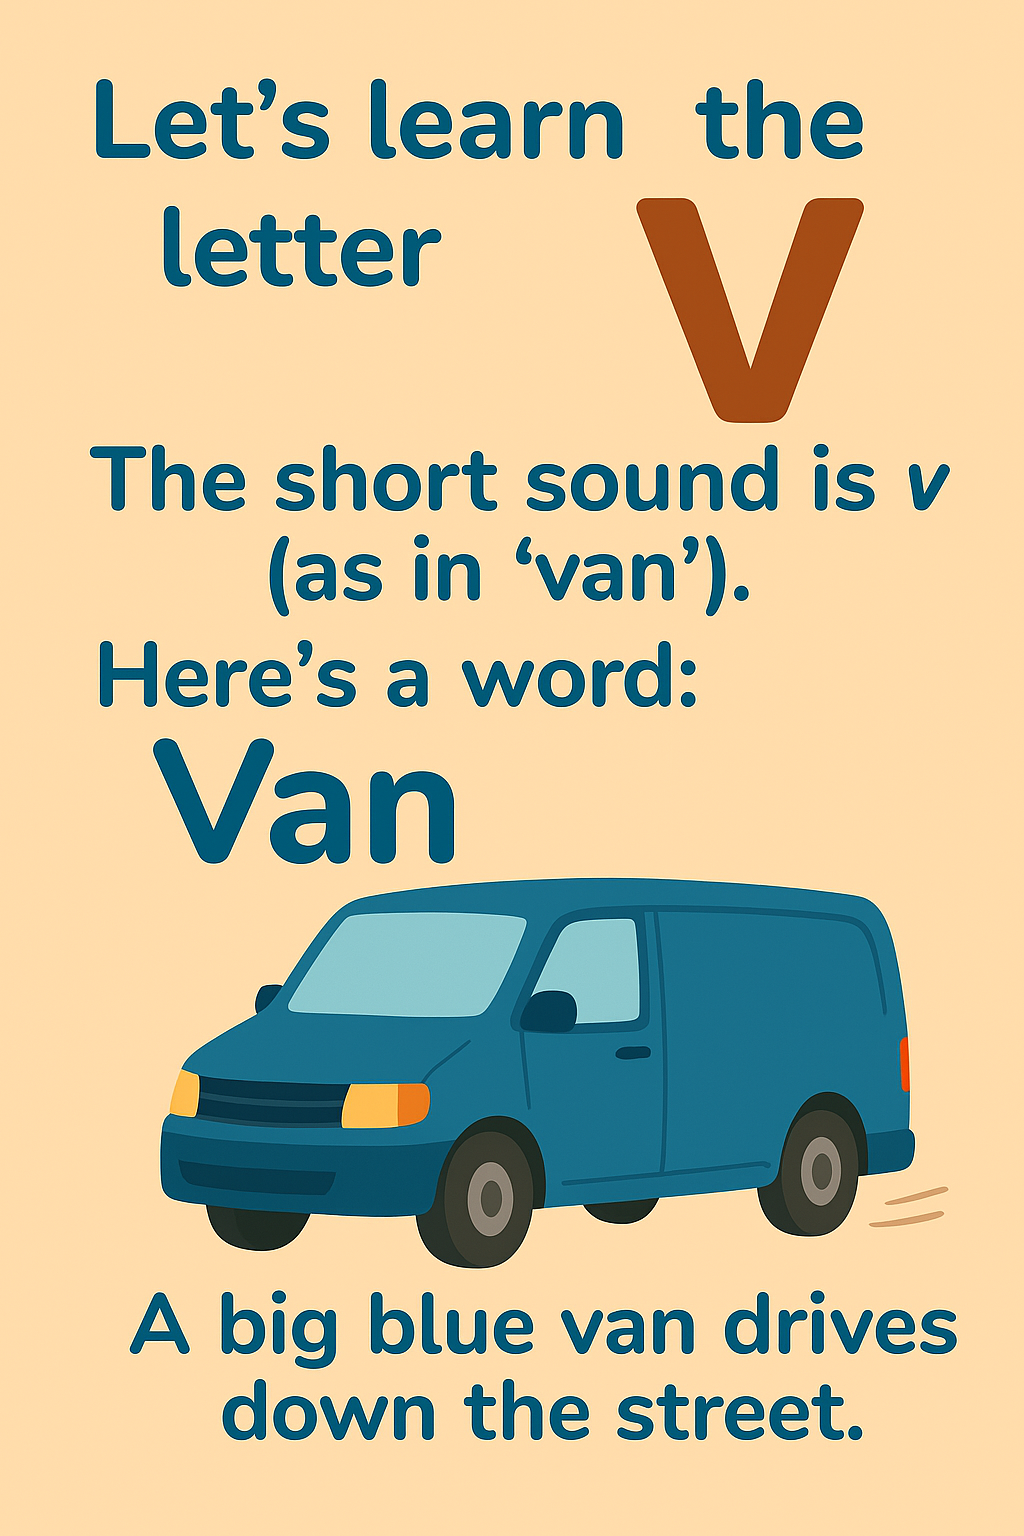 Let’s learn the
letter V
The short sound is v
(as in ‘van’).
Here’s a word:
Van
A big blue van drives
down the street.